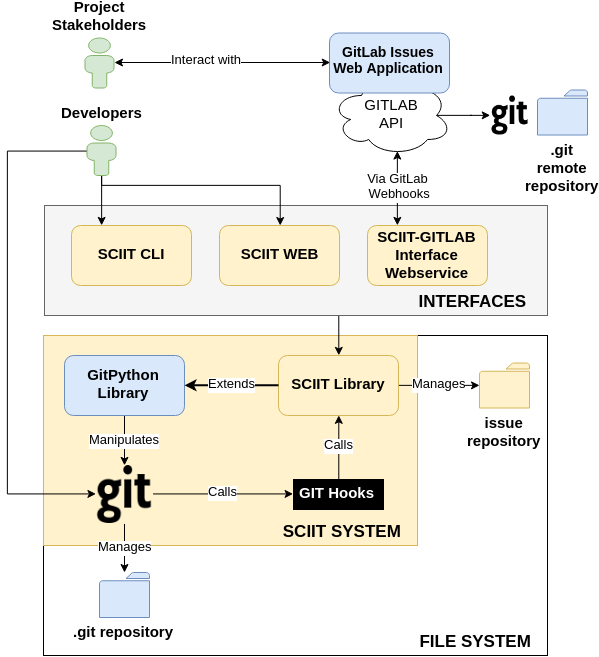 Project
Stakeholders
Interact with
GitLab Issues
Web Application
GITLAB
API
git
.git
remote
repository
Developers
Via GitLab
Webhooks
SCIIT CLI
SCIIT WEB
SCIIT-GITLAB
Interface
Webservice
INTERFACES
GitPython
Library
Extends
SCIIT Library
Manages
issue
repository
Manipulates
Calls
git
Calls
GIT Hooks
SCIIT SYSTEM
Manages
.git repository
FILE SYSTEM